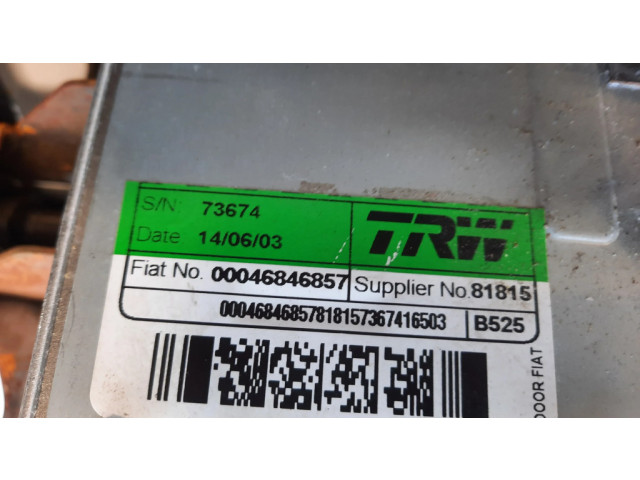 S/N: 73674
Date 14/06/03
TRW
Fiat No. 00046846857
Supplier No. 81815
00046846857818157367416503
B525
DOOR FIAT